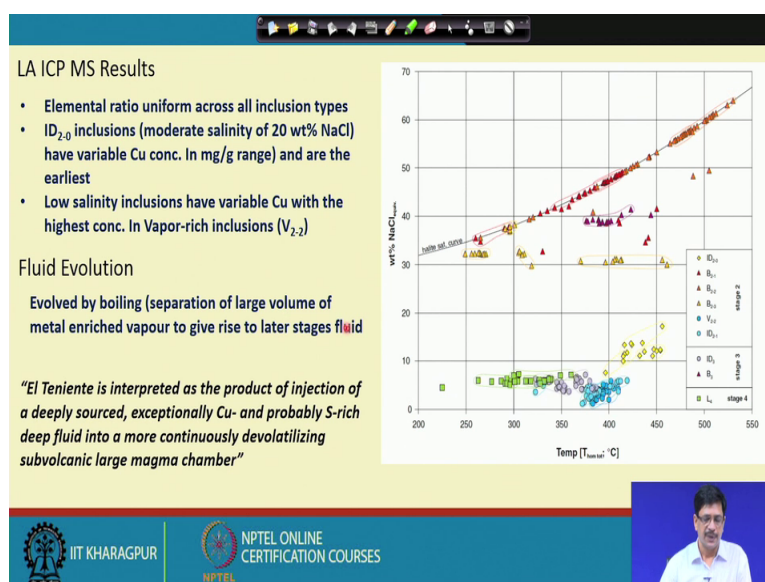 LA ICP MS Results
• Elemental ratio uniform across all inclusion types
• ID2-0 inclusions (moderate salinity of 20 wt% NaCl)
have variable Cu conc. In mg/g range) and are the
earliest
• Low salinity inclusions have variable Cu with the
highest conc. In Vapor-rich inclusions (V2-2)
Fluid Evolution
Evolved by boiling (separation of large volume of
metal enriched vapour to give rise to later stages fluid
“El Teniente is interpreted as the product of injection of
a deeply sourced, exceptionally Cu- and probably S-rich
deep fluid into a more continuously devolatilizing
subvolcanic large magma chamber”
70
60
50
40
30
20
10
0
wt% NaCl
halite sat. curve
200 250 300 350 400 450 500 550
Temp [T hom tot; °C]
ID2-0
B2-1
B2-2
B2-3
V2-2
ID2-1
stage 2
ID3
B3
stage 3
L4 stage 4
IIT KHARAGPUR
NPTEL
NPTEL ONLINE
CERTIFICATION COURSES